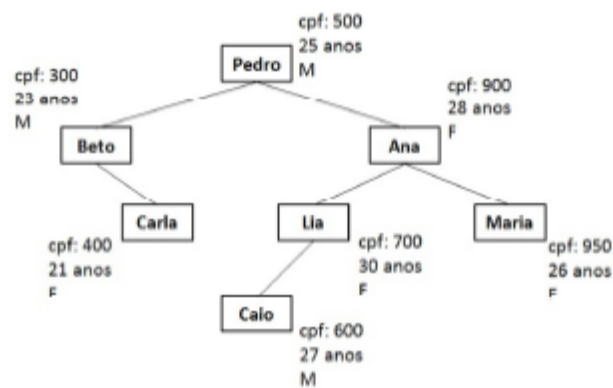 cpf: 500
25 anos
M
Pedro
cpf: 300
23 anos
M
Beto
cpf: 900
28 anos
F
Ana
Carla
cpf: 400
21 anos
F
Lia
cpf: 700
30 anos
F
Maria
cpf: 950
26 anos
F
Caio
cpf: 600
27 anos
M